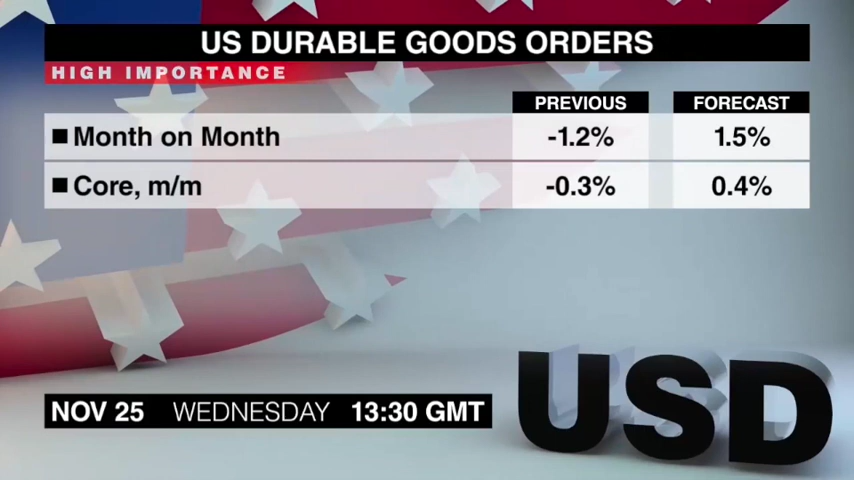 US DURABLE GOODS ORDERS
HIGH IMPORTANCE
PREVIOUS FORECAST
Month on Month -1.2% 1.5%
Core, m/m -0.3% 0.4%
NOV 25 WEDNESDAY 13:30 GMT
USD